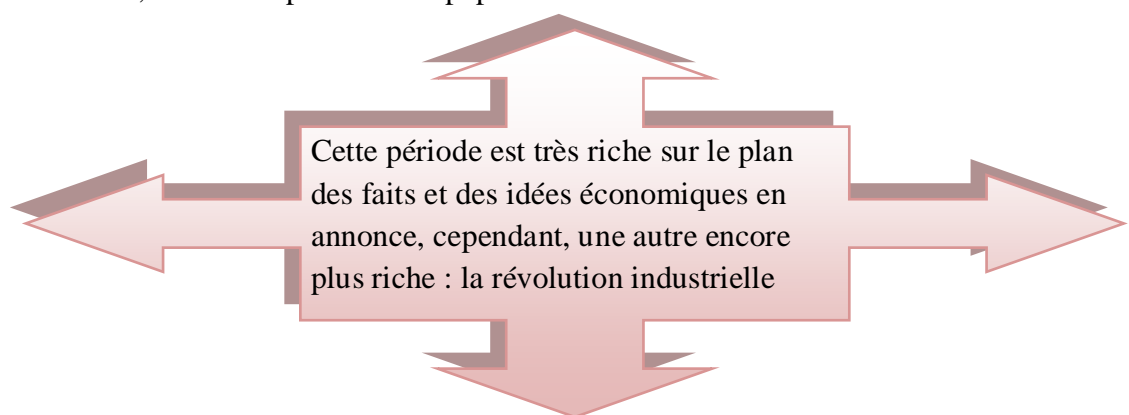 Cette période est très riche sur le plan
des faits et des idées économiques en
annonce, cependant, une autre encore
plus riche : la révolution industrielle